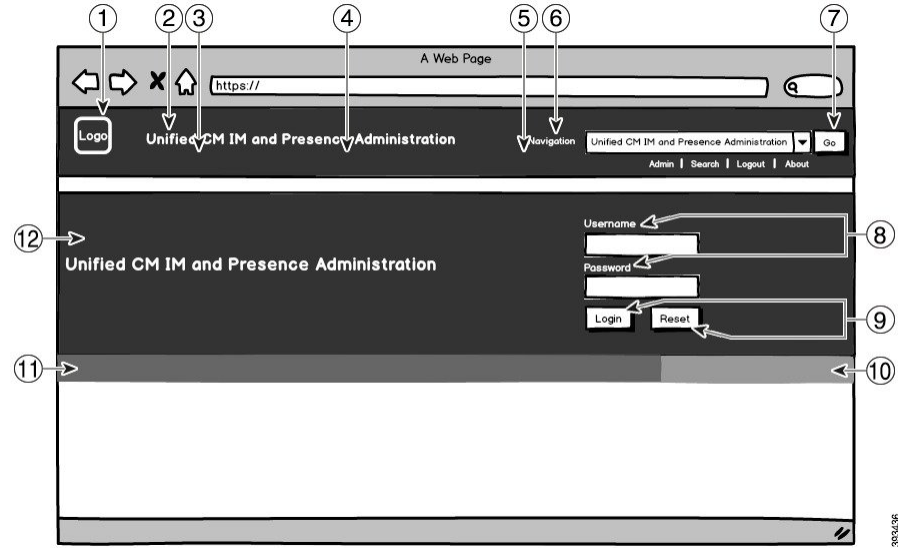 1 2 3 4 5 6 7
A Web Page
https://
Logo
Unified CM IM and Presence Administration
Navigation
Unified CM IM and Presence Administration
Go
Admin | Search | Logout | About
Username
8
12
Unified CM IM and Presence Administration
Password
Login
Reset
9
11
10
393436